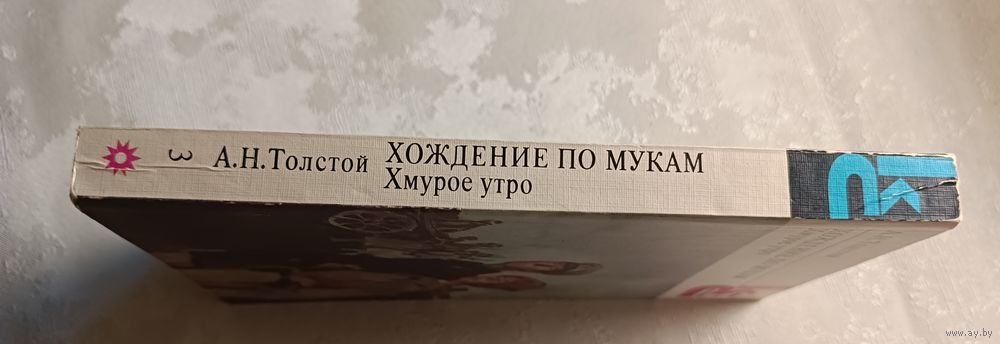 3
А.Н.Толстой
ХОЖДЕНИЕ ПО МУКАМ
Хмурое утро
www.ay.by